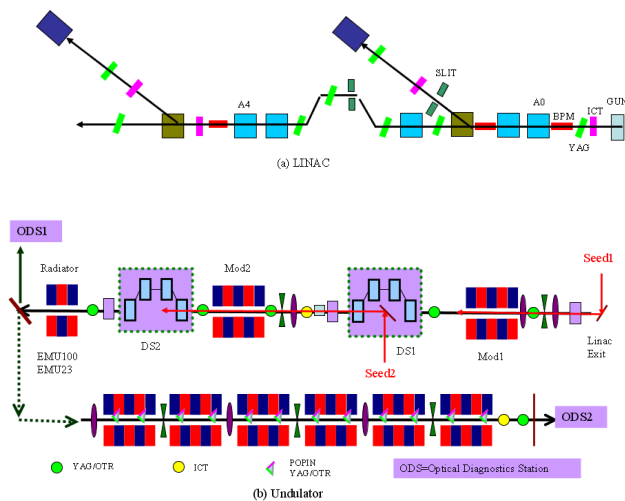 SLIT
A4
A0
GUN
ICT
BPM
YAG
(a) LINAC
ODS1
Radiator
Mod2
Seed1
DS2
DS1
Mod1
Linac
Exit
EMU100
EMU23
Seed2
ODS2
YAG/OTR
ICT
POPIN
YAG/OTR
ODS=Optical Diagnostics Station
(b) Undulator